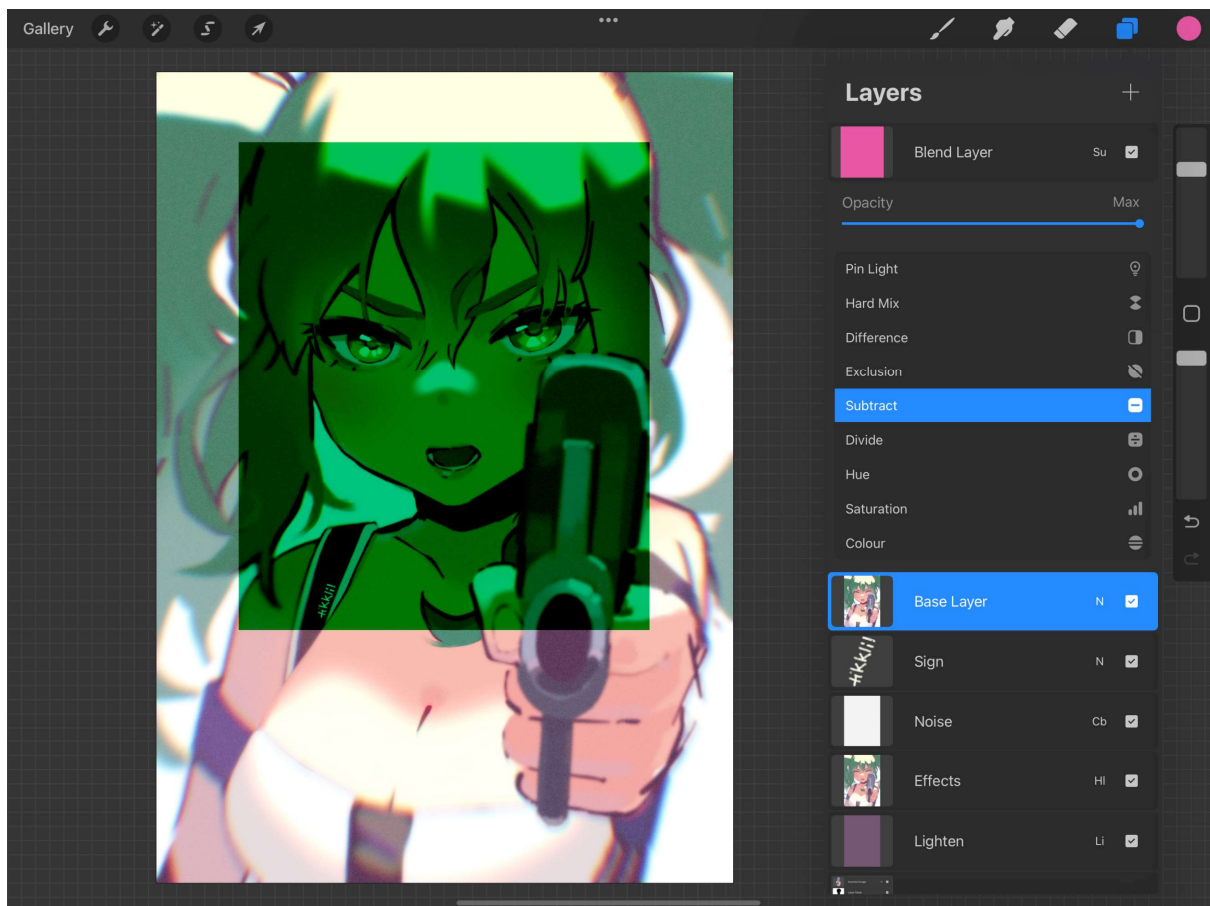 Gallery
Layers
Blend Layer
Su
Opacity
Max
Pin Light
Hard Mix
Difference
Exclusion
Subtract
Divide
Hue
Saturation
Colour
Base Layer
N
Sign
N
Noise
Cb
Effects
Hl
Lighten
Li